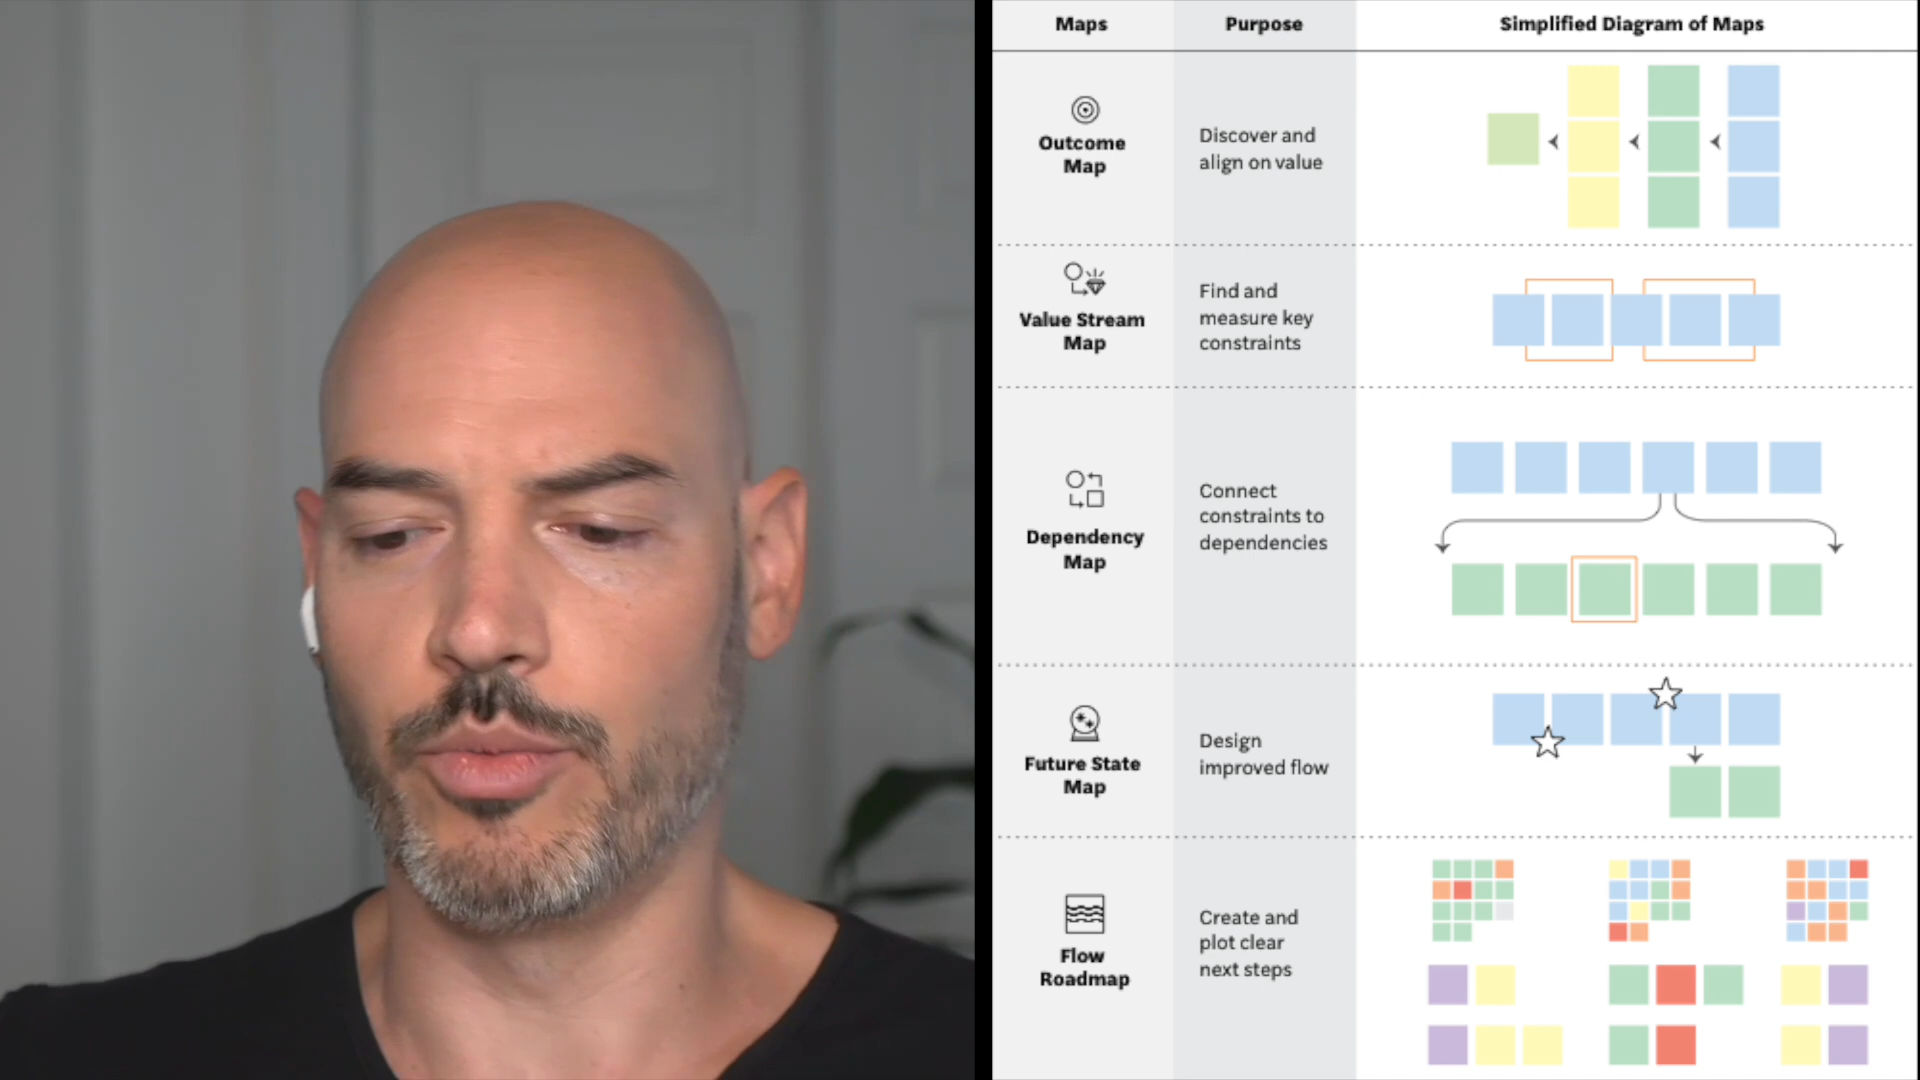 Maps
Purpose
Simplified Diagram of Maps
Outcome
Map
Discover and
align on value
Value Stream
Map
Find and
measure key
constraints
Dependency
Map
Connect
constraints to
dependencies
Future State
Map
Design
improved flow
Flow
Roadmap
Create and
plot clear
next steps